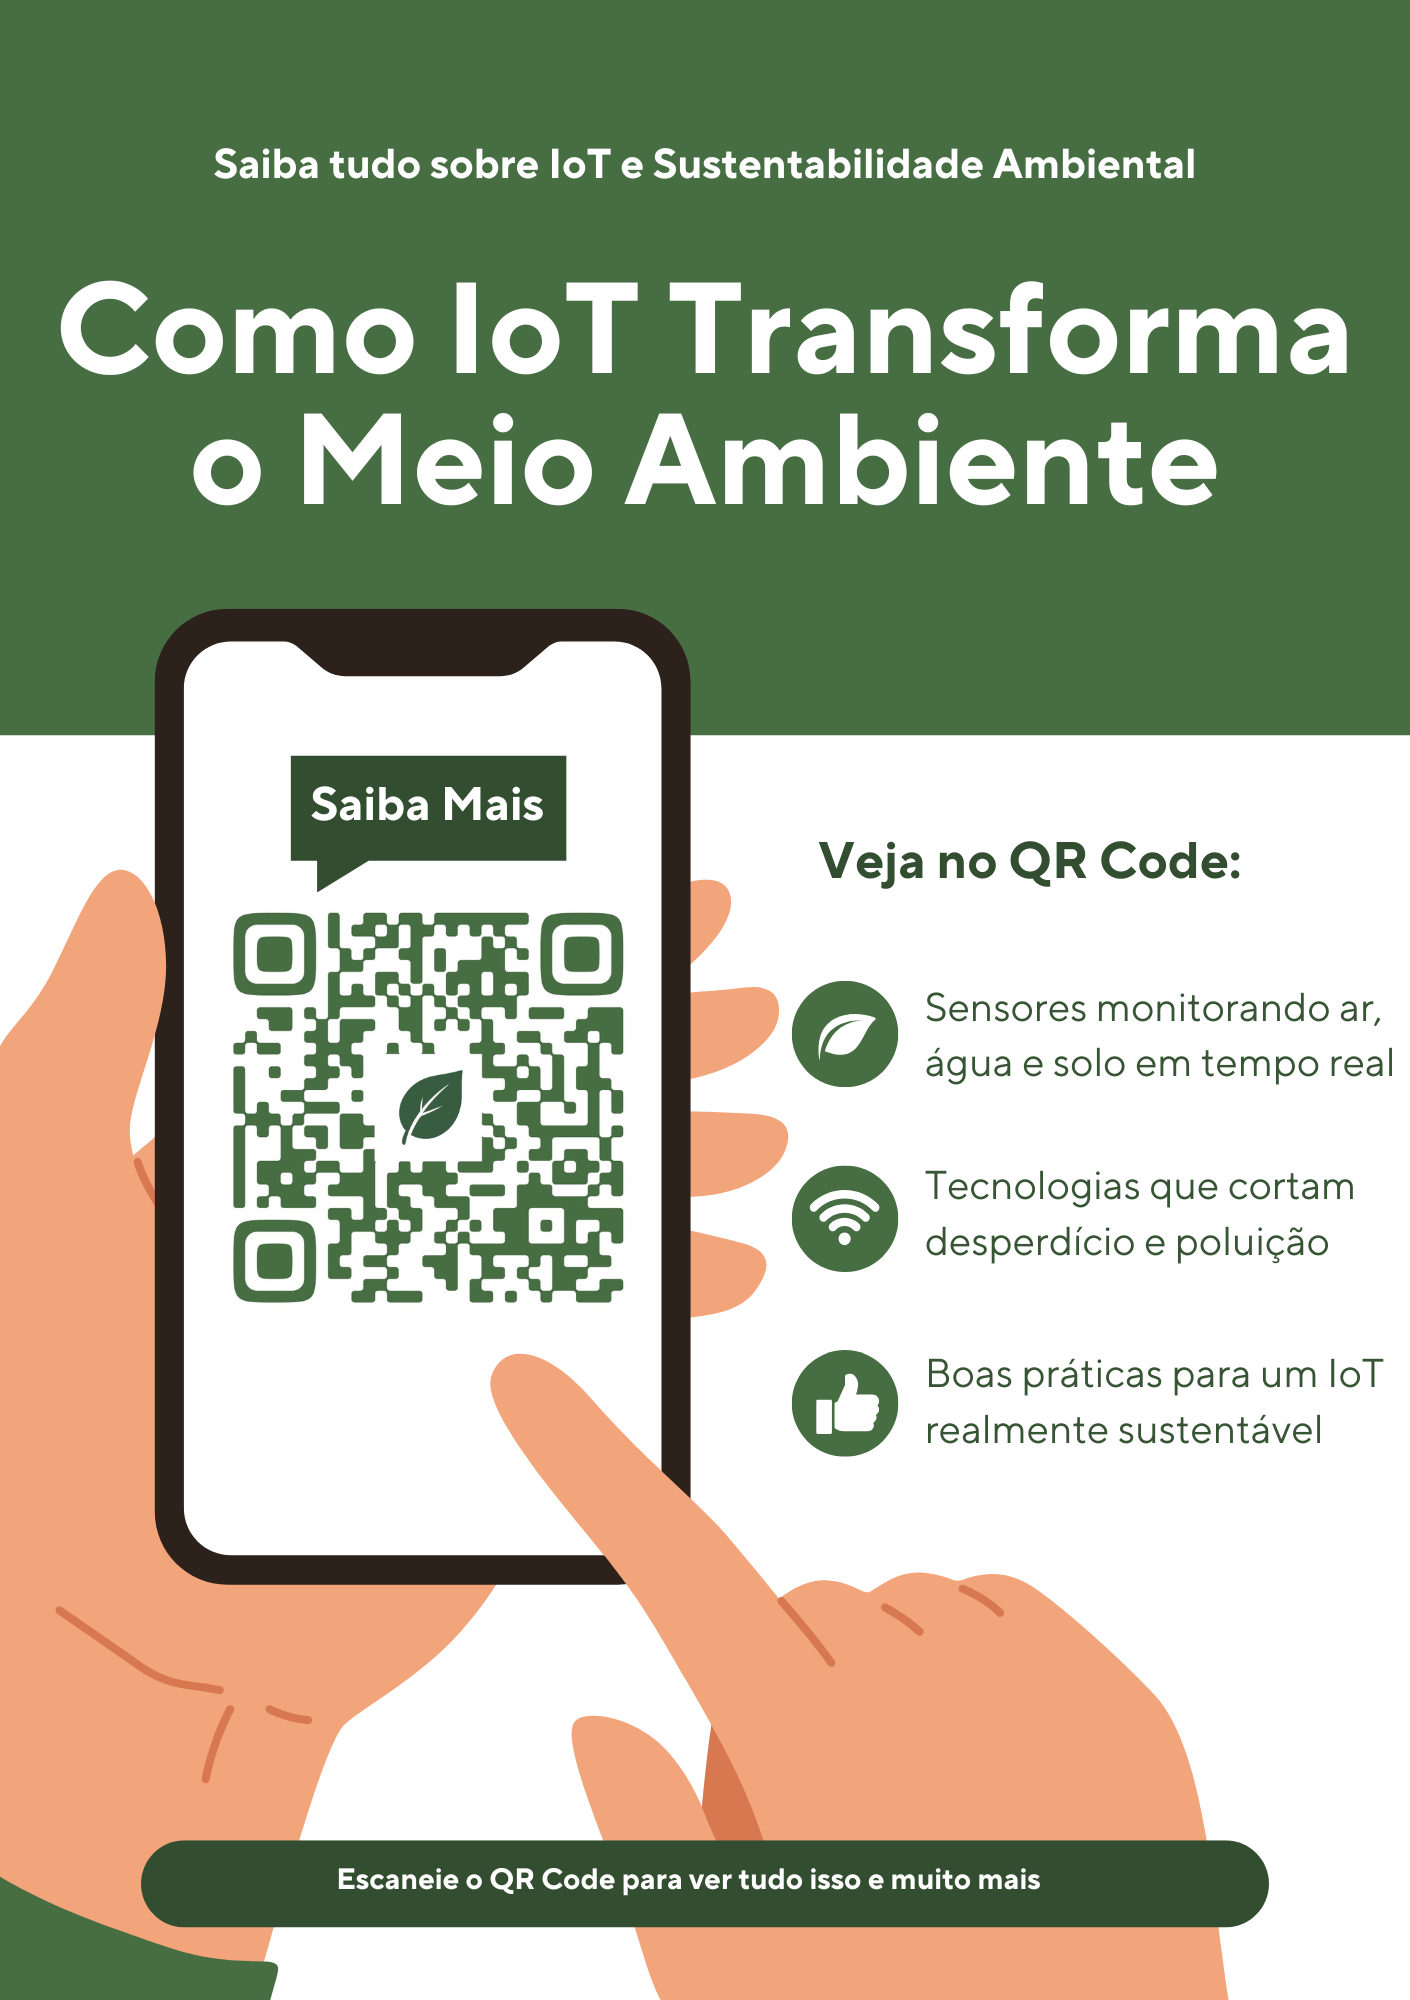 Saiba tudo sobre IoT e Sustentabilidade Ambiental
Como IoT Transforma
o Meio Ambiente
Saiba Mais
Veja no QR Code:
Sensores monitorando ar,
água e solo em tempo real
Tecnologias que cortam
desperdício e poluição
Boas práticas para um IoT
realmente sustentável
Escaneie o QR Code para ver tudo isso e muito mais